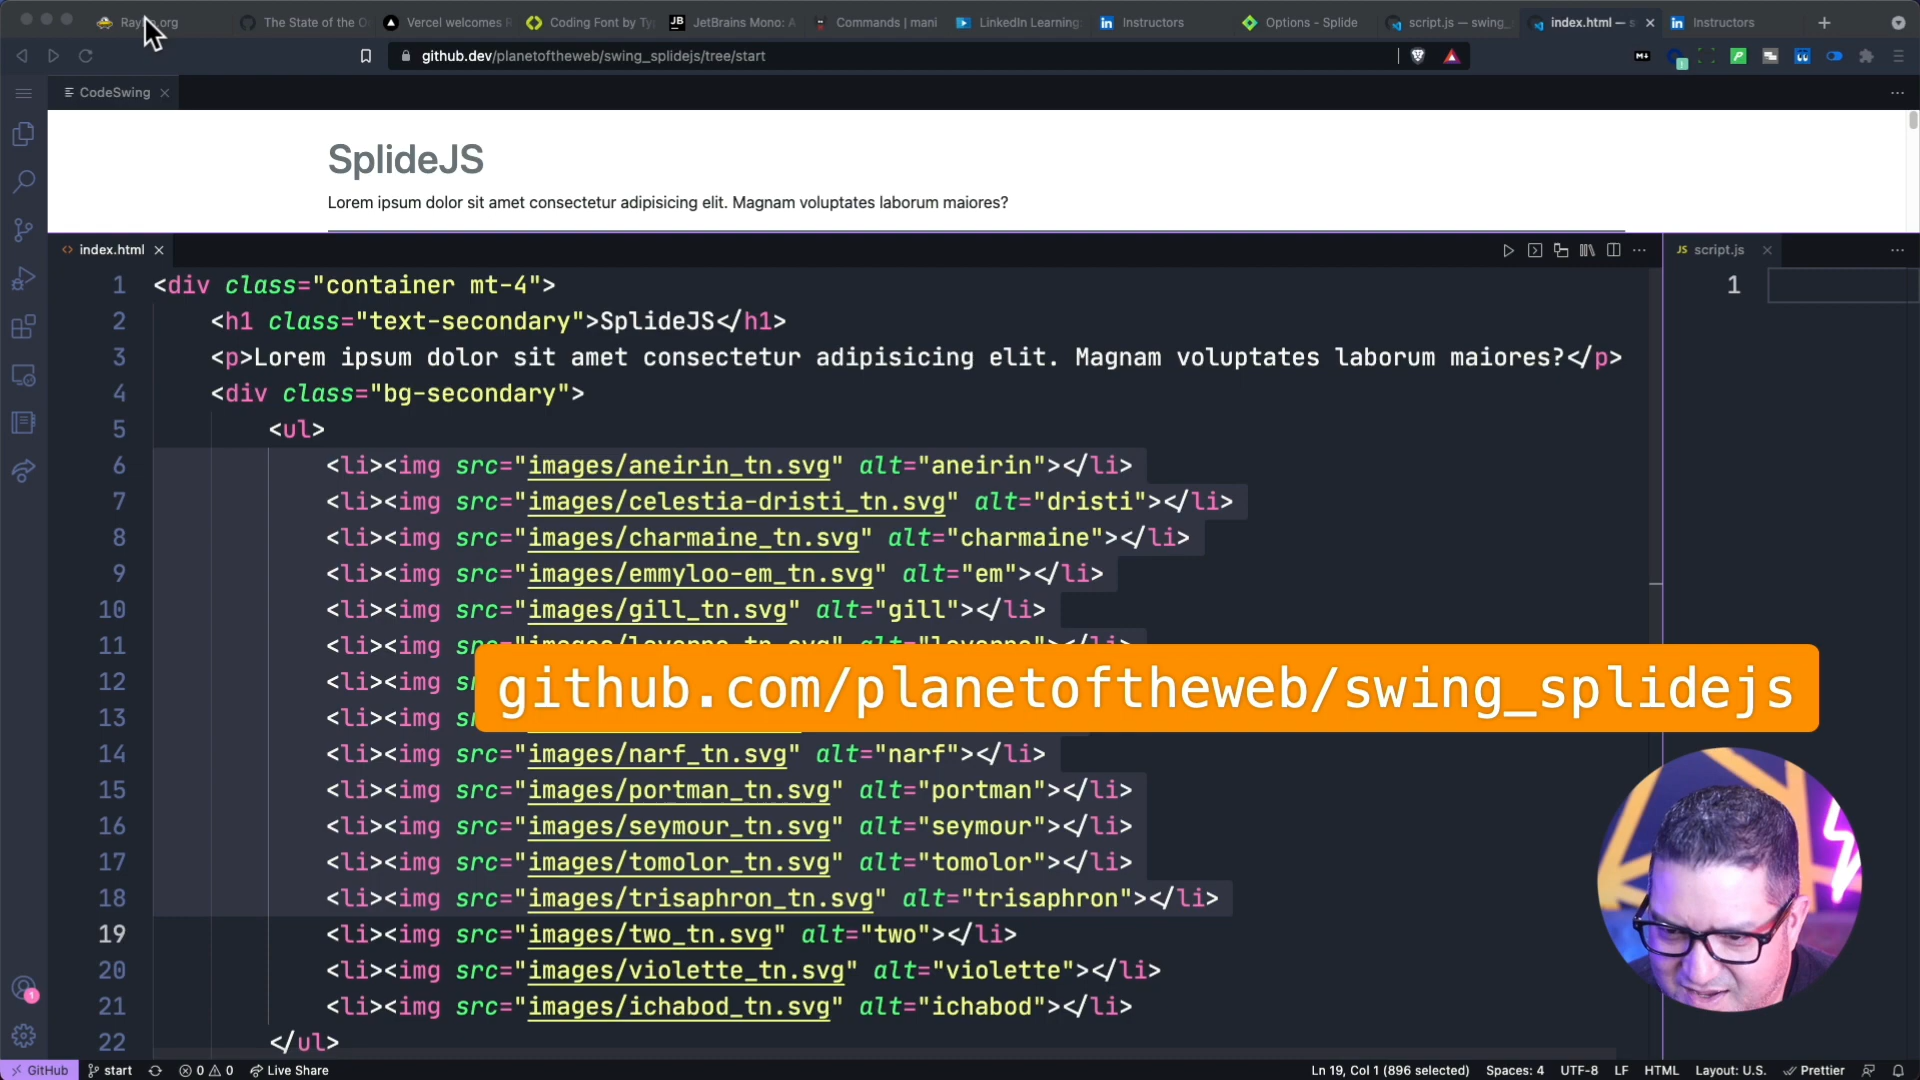 The State of the O
Vercel welcomes R
Coding Font by Ty
JetBrains Mono: A
Commands | mani
LinkedIn Learning:
Instructors
Options - Splide
script.js — swing_
index.html — s
Instructors
github.dev/planetoftheweb/swing_splidejs/tree/start
CodeSwing
SplideJS
Lorem ipsum dolor sit amet consectetur adipisicing elit. Magnam voluptates laborum maiores?
index.html
JS script.js
1 <div class="container mt-4">
2 <h1 class="text-secondary">SplideJS</h1>
3 <p>Lorem ipsum dolor sit amet consectetur adipisicing elit. Magnam voluptates laborum maiores?</p>
4 <div class="bg-secondary">
5 <ul>
6 <li><img src="images/aneirin_tn.svg" alt="aneirin"></li>
7 <li><img src="images/celestia-dristi_tn.svg" alt="dristi"></li>
8 <li><img src="images/charmaine_tn.svg" alt="charmaine"></li>
9 <li><img src="images/emmyloo-em_tn.svg" alt="em"></li>
10 <li><img src="images/gill_tn.svg" alt="gill"></li>
11 <li><img
12 <li><img
13 <li><img
14 <li><img src="images/narf_tn.svg" alt="narf"></li>
15 <li><img src="images/portman_tn.svg" alt="portman"></li>
16 <li><img src="images/seymour_tn.svg" alt="seymour"></li>
17 <li><img src="images/tomolor_tn.svg" alt="tomolor"></li>
18 <li><img src="images/trisaphron_tn.svg" alt="trisaphron"></li>
19 <li><img src="images/two_tn.svg" alt="two"></li>
20 <li><img src="images/violette_tn.svg" alt="violette"></li>
21 <li><img src="images/ichabod_tn.svg" alt="ichabod"></li>
22 </ul>
1
github.com/planetoftheweb/swing_splidejs
GitHub start 0 0 Live Share
Ln 19, Col 1 (896 selected) Spaces: 4 UTF-8 LF HTML Layout: U.S. Prettier